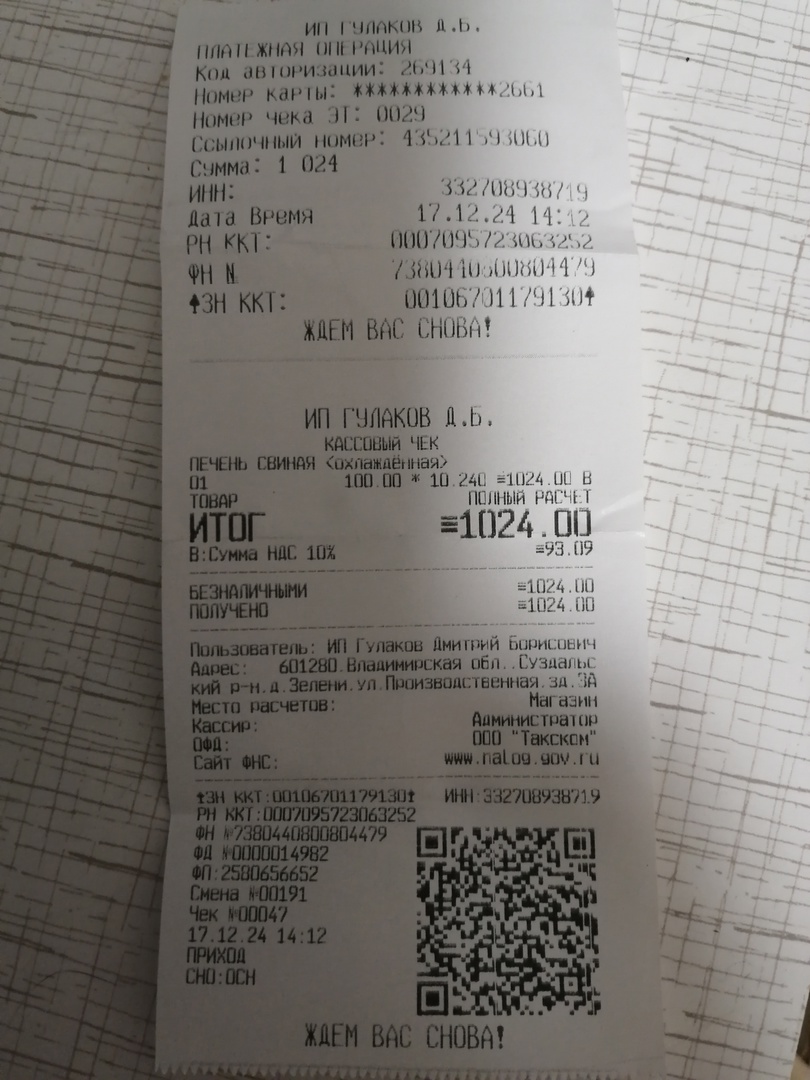 ИП ГУЛАКОВ Д.Б.
ПЛАТЕЖНАЯ ОПЕРАЦИЯ
Код авторизации: 269134
Номер карты: ************2661
Номер чека ЭТ: 0029
Ссылочный номер: 435211593060
Сумма: 1 024
ИНН: 332708938719
Дата Время 17.12.24 14:12
РН ККТ: 0007095723063252
ФН № 7380440800804479
↑ЗН ККТ: 00106701179130↑
ЖДЕМ ВАС СНОВА!
ИП ГУЛАКОВ Д.Б.
КАССОВЫЙ ЧЕК
ПЕЧЕНЬ СВИНАЯ <охлаждённая>
01 100.00 * 10.240 =1024.00 В
ТОВАР ПОЛНЫЙ РАСЧЕТ
ИТОГ =1024.00
В:Сумма НДС 10% =93.09
БЕЗНАЛИЧНЫМИ =1024.00
ПОЛУЧЕНО =1024.00
Пользователь: ИП Гулаков Дмитрий Борисович
Адрес: 601280.Владимирская обл..Суздальс
кий р-н.д.Зелени.ул.Производственная.зд.3А
Место расчетов: Магазин
Кассир: Администратор
ОФД: ООО "Такском"
Сайт ФНС: www.nalog.gov.ru
↑ЗН ККТ:00106701179130↑ ИНН:332708938719
РН ККТ:0007095723063252
ФН №7380440800804479
ФД №0000014982
ФП:2580656652
Смена №00191
Чек №00047
17.12.24 14:12
ПРИХОД
СНО:ОСН
ЖДЕМ ВАС СНОВА!